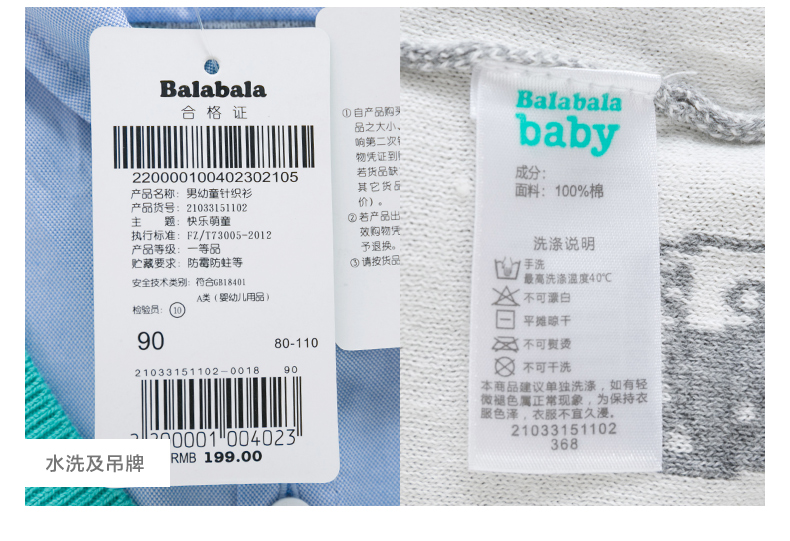 Balabala
合格证
220000100402302105
产品名称：男幼童针织衫
产品货号：21033151102
主　　题：快乐萌童
执行标准：FZ/T73005-2012
产品等级：一等品
贮藏要求：防霉防蛀等
安全技术类别：符合GB18401
A类（婴幼儿用品）
检验员：10
90
80-110
21033151102-0018 90
200001 004023
RMB 199.00
①自产品购买
品之大小、
响第二次销
物凭证到
若货品缺
其它货品
价）。
②若产品出
效购物凭
予退换。
③请按货品
Balabala
baby
成分：
面料：100%棉
洗涤说明
手洗
最高洗涤温度40℃
不可漂白
平摊晾干
不可熨烫
不可干洗
本商品建议单独洗涤，如有轻
微褪色属正常现象，为保持衣
服色泽，衣服不宜久浸。
21033151102
368
水洗及吊牌